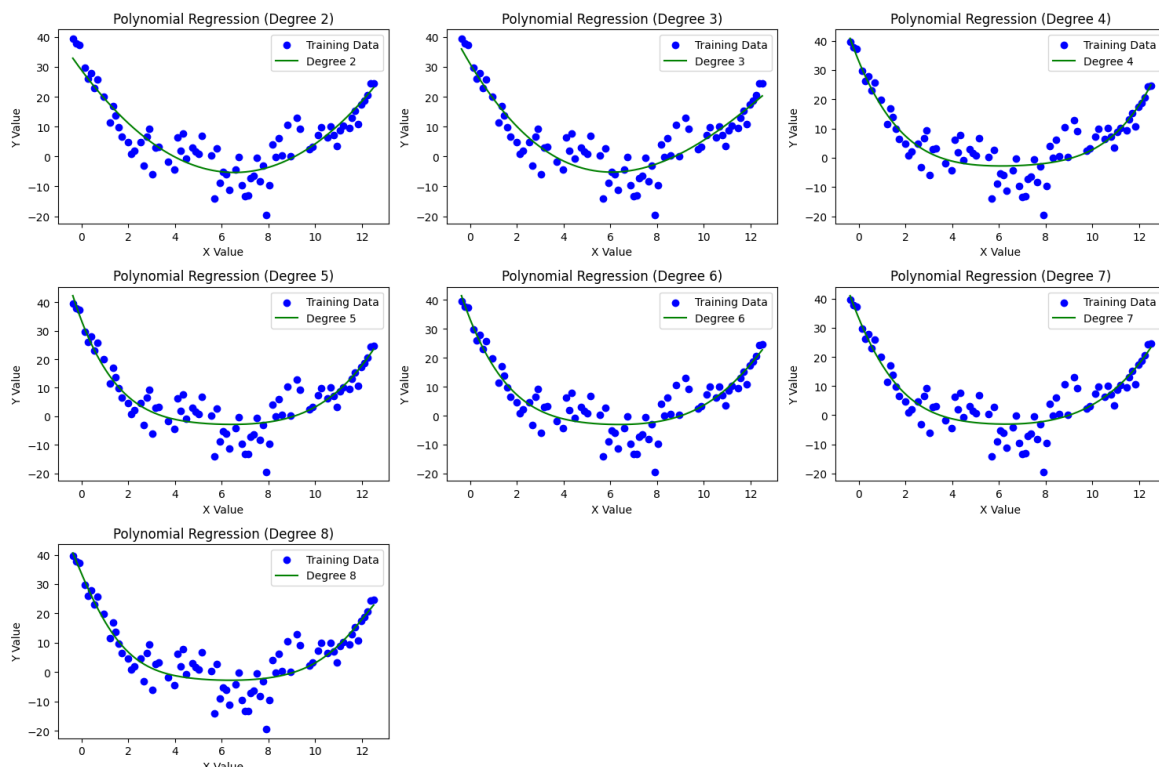 Polynomial Regression (Degree 2)
40
30
20
10
0
−10
−20
0 2 4 6 8 10 12
Y Value
X Value
Training Data
Degree 2
Polynomial Regression (Degree 3)
40
30
20
10
0
−10
−20
0 2 4 6 8 10 12
Y Value
X Value
Training Data
Degree 3
Polynomial Regression (Degree 4)
40
30
20
10
0
−10
−20
0 2 4 6 8 10 12
Y Value
X Value
Training Data
Degree 4
Polynomial Regression (Degree 5)
40
30
20
10
0
−10
−20
0 2 4 6 8 10 12
Y Value
X Value
Training Data
Degree 5
Polynomial Regression (Degree 6)
40
30
20
10
0
−10
−20
0 2 4 6 8 10 12
Y Value
X Value
Training Data
Degree 6
Polynomial Regression (Degree 7)
40
30
20
10
0
−10
−20
0 2 4 6 8 10 12
Y Value
X Value
Training Data
Degree 7
Polynomial Regression (Degree 8)
40
30
20
10
0
−10
−20
0 2 4 6 8 10 12
Y Value
X Value
Training Data
Degree 8